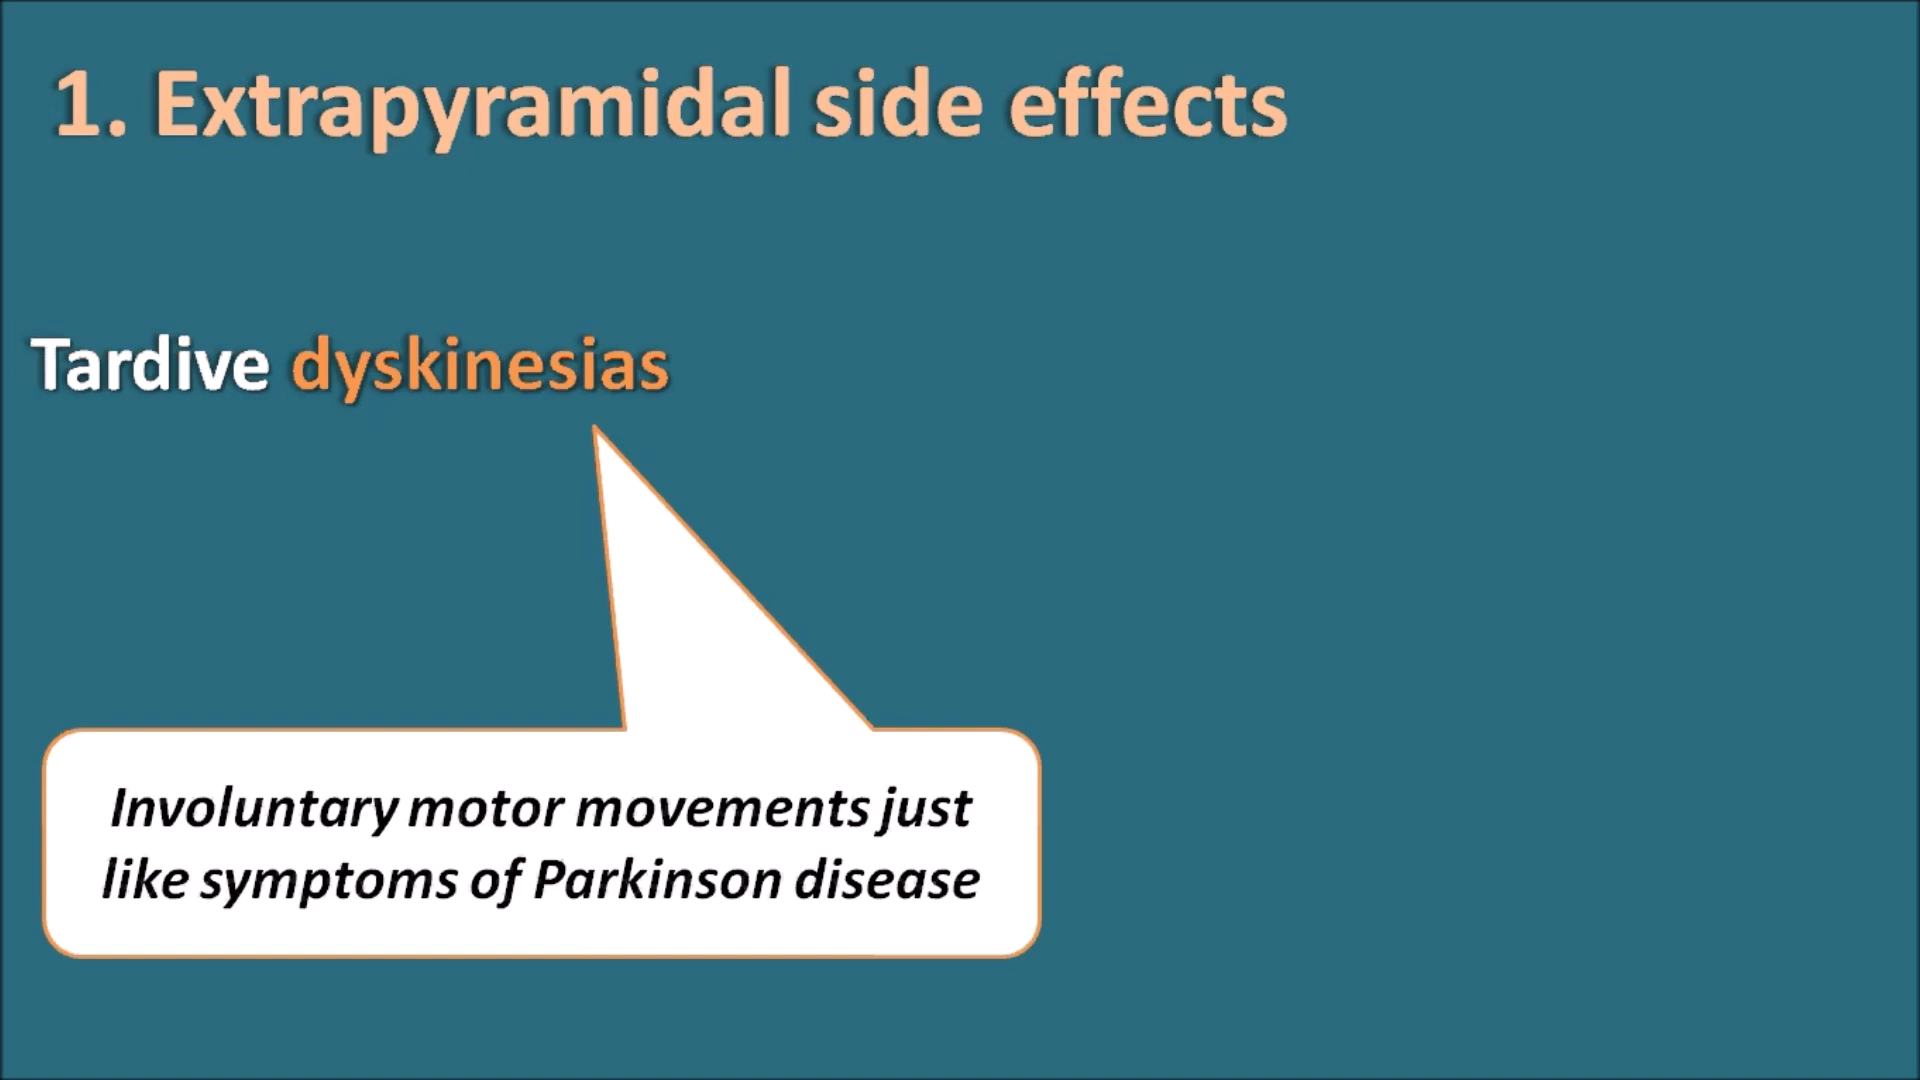 1. Extrapyramidal side effects
Tardive dyskinesias
Involuntary motor movements just
like symptoms of Parkinson disease